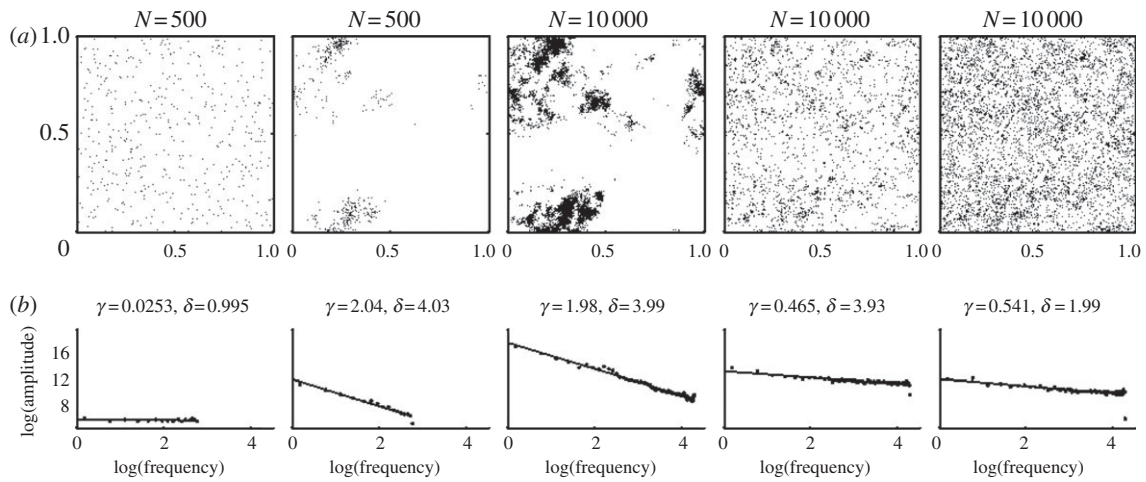 N=500 N=500 N=10 000 N=10 000 N=10 000
(a) 1.0
0.5
0
0.5 1.0 0 0.5 1.0 0 0.5 1.0 0 0.5 1.0 0 0.5 1.0
(b) γ=0.0253, δ=0.995 γ=2.04, δ=4.03 γ=1.98, δ=3.99 γ=0.465, δ=3.93 γ=0.541, δ=1.99
log(amplitude)
16
12
8
0 2 4 0 2 4 0 2 4 0 2 4 0 2 4
log(frequency) log(frequency) log(frequency) log(frequency) log(frequency)